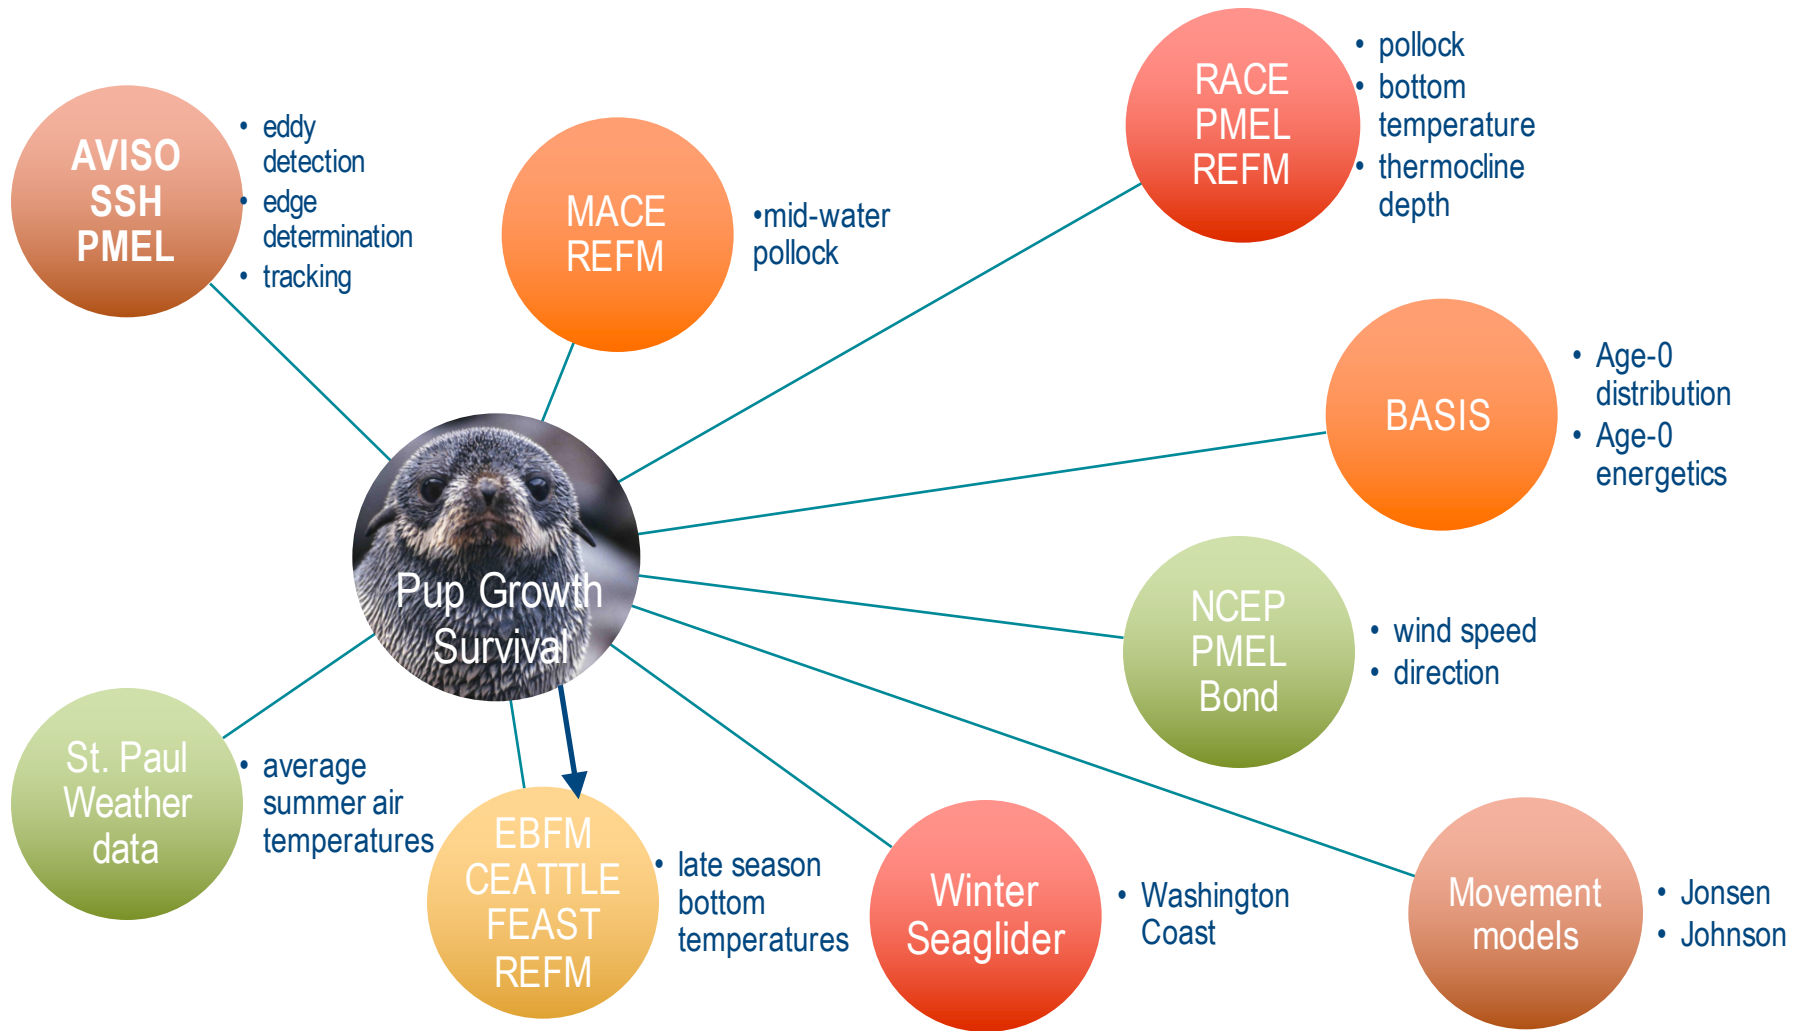 AVISO
SSH
PMEL
• eddy
detection
• edge
determination
• tracking
MACE
REFM
•mid-water
pollock
RACE
PMEL
REFM
• pollock
• bottom
temperature
• thermocline
depth
BASIS
• Age-0
distribution
• Age-0
energetics
Pup Growth
Survival
NCEP
PMEL
Bond
• wind speed
• direction
St. Paul
Weather
data
• average
summer air
temperatures
EBFM
CEATTLE
FEAST
REFM
• late season
bottom
temperatures
Winter
Seaglider
• Washington
Coast
Movement
models
• Jonsen
• Johnson